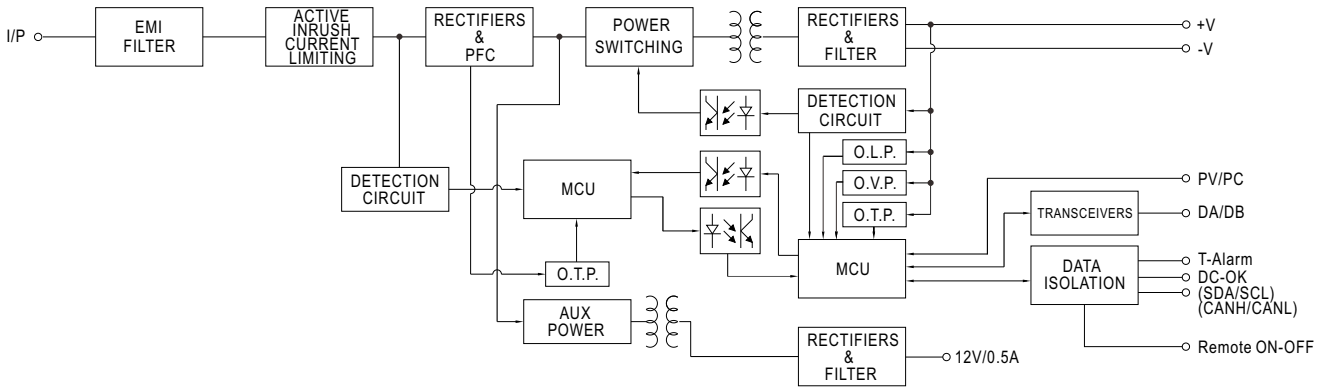 I/P
EMI
FILTER
ACTIVE
INRUSH
CURRENT
LIMITING
RECTIFIERS
&
PFC
POWER
SWITCHING
RECTIFIERS
&
FILTER
+V
-V
DETECTION
CIRCUIT
O.L.P.
O.V.P.
O.T.P.
DETECTION
CIRCUIT
MCU
O.T.P.
MCU
PV/PC
TRANSCEIVERS
DA/DB
DATA
ISOLATION
T-Alarm
DC-OK
(SDA/SCL)
(CANH/CANL)
Remote ON-OFF
AUX
POWER
RECTIFIERS
&
FILTER
12V/0.5A